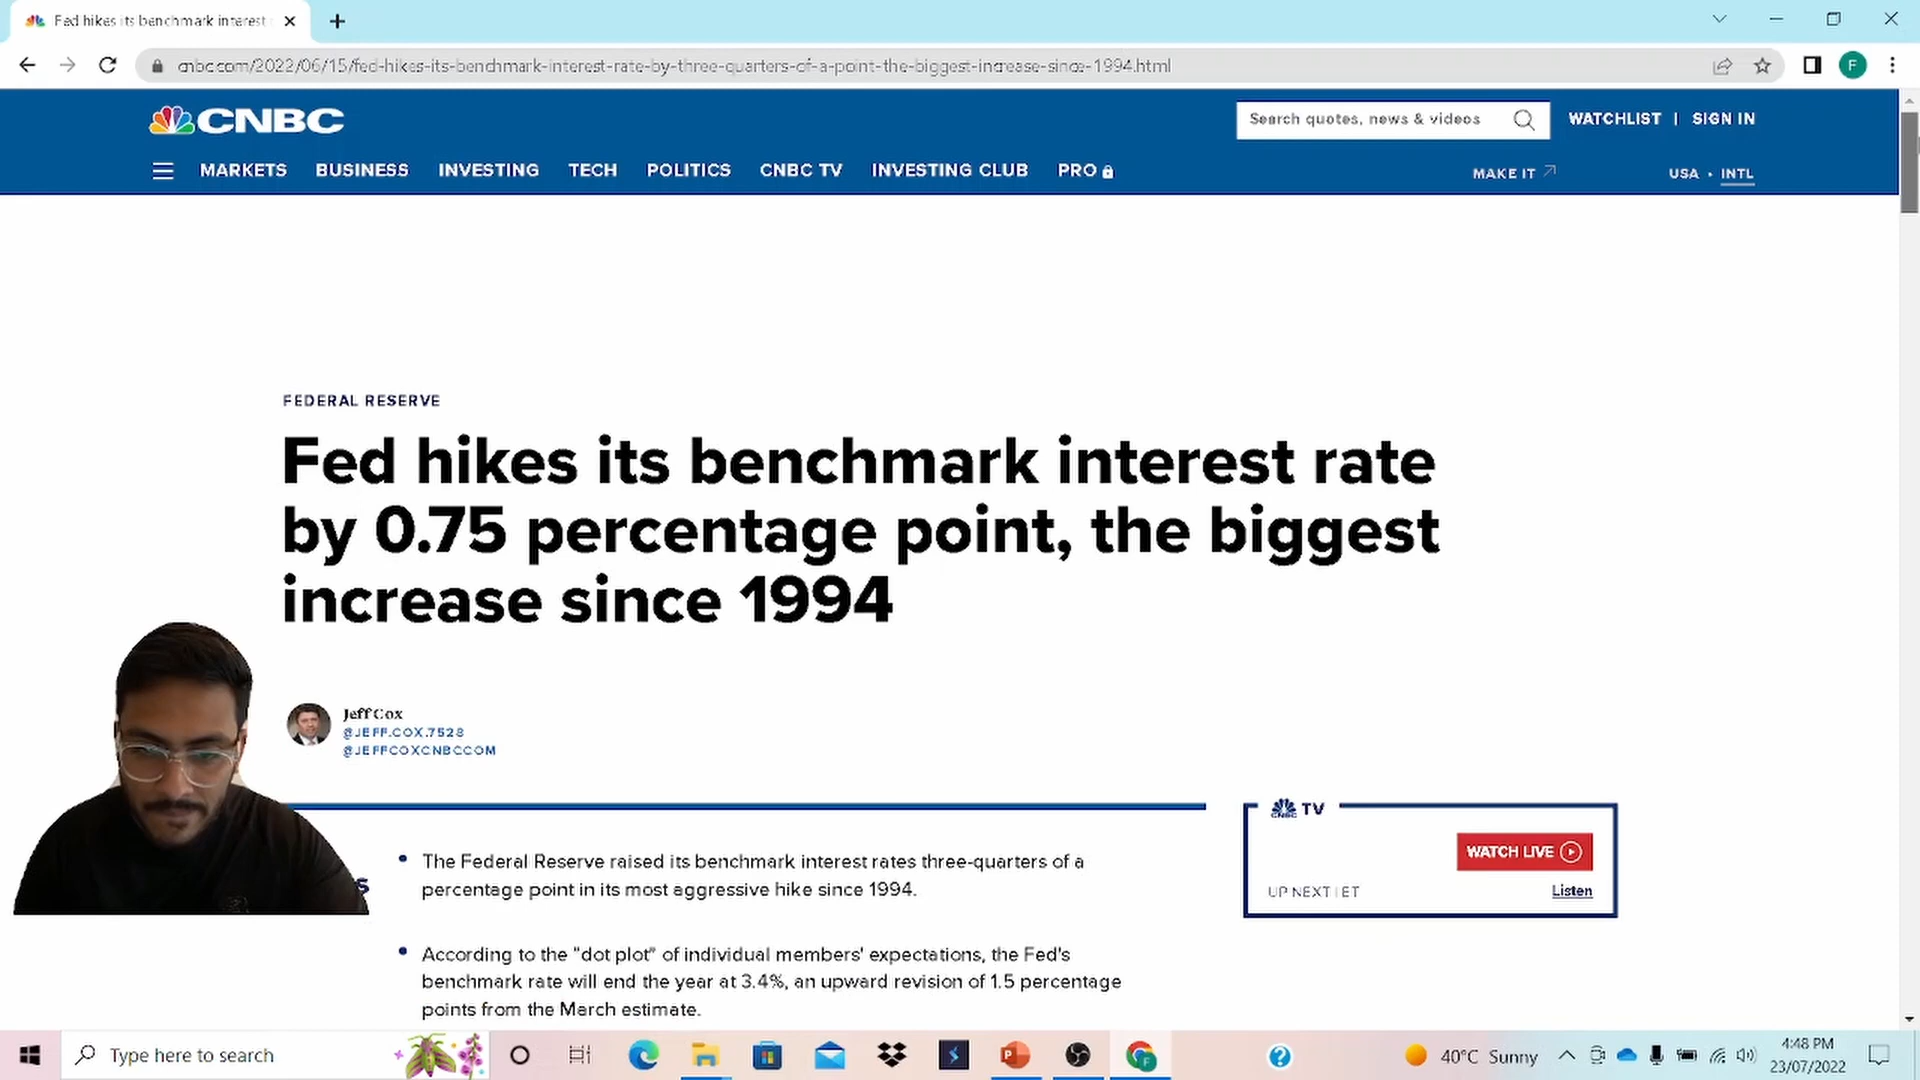 Fed hikes its benchmark interest
cnbc.com/2022/06/15/fed-hikes-its-benchmark-interest-rate-by-three-quarters-of-a-point-the-biggest-increase-since-1994.html
F
CNBC
Search quotes, news & videos
WATCHLIST | SIGN IN
MARKETS BUSINESS INVESTING TECH POLITICS CNBC TV INVESTING CLUB PRO
MAKE IT
USA • INTL
FEDERAL RESERVE
Fed hikes its benchmark interest rate
by 0.75 percentage point, the biggest
increase since 1994
Jeff Cox
@JEFF.COX.7528
@JEFFCOXCNBCCOM
CNBC TV
WATCH LIVE
UP NEXT | ET
Listen
S
• The Federal Reserve raised its benchmark interest rates three-quarters of a
percentage point in its most aggressive hike since 1994.
• According to the "dot plot" of individual members' expectations, the Fed's
benchmark rate will end the year at 3.4%, an upward revision of 1.5 percentage
points from the March estimate.
Type here to search
40°C Sunny
4:48 PM
23/07/2022